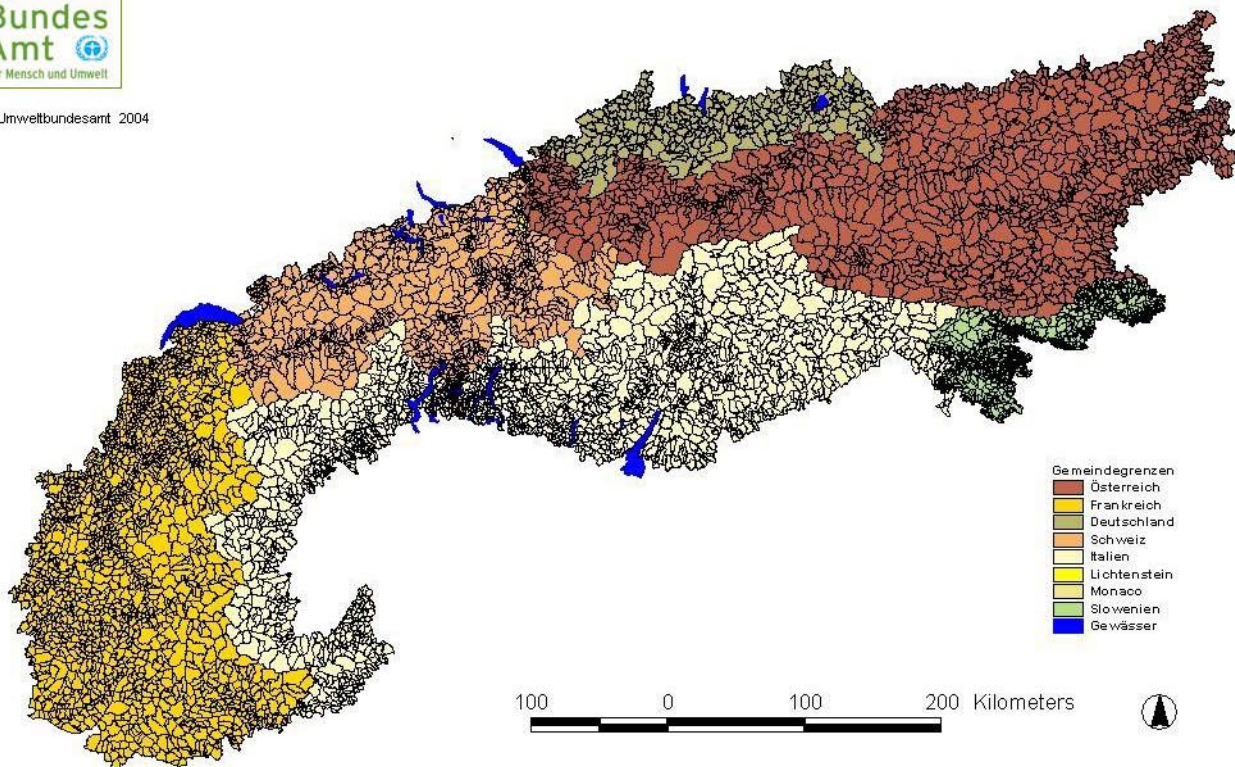 Bundes
Amt
r Mensch und Umwelt
Umweltbundesamt 2004
Gemeindegrenzen
Österreich
Frankreich
Deutschland
Schweiz
Italien
Lichtenstein
Monaco
Slowenien
Gewässer
100 0 100 200 Kilometers